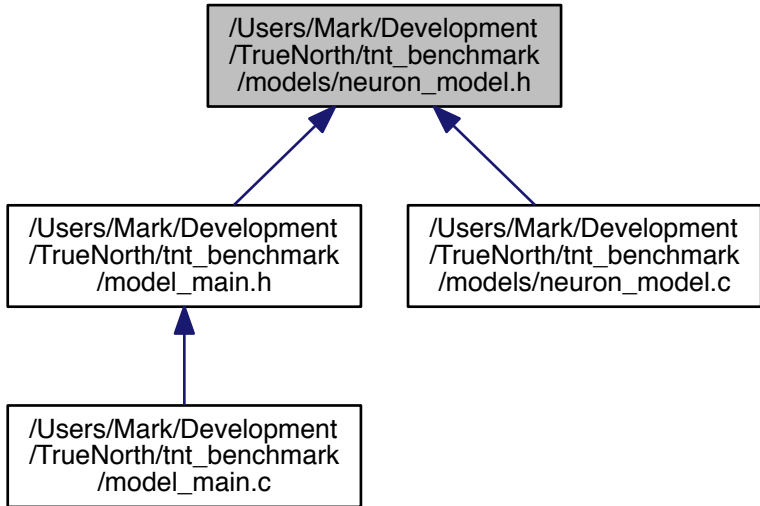 /Users/Mark/Development
/TrueNorth/tnt_benchmark
/models/neuron_model.h
/Users/Mark/Development
/TrueNorth/tnt_benchmark
/model_main.h
/Users/Mark/Development
/TrueNorth/tnt_benchmark
/models/neuron_model.c
/Users/Mark/Development
/TrueNorth/tnt_benchmark
/model_main.c